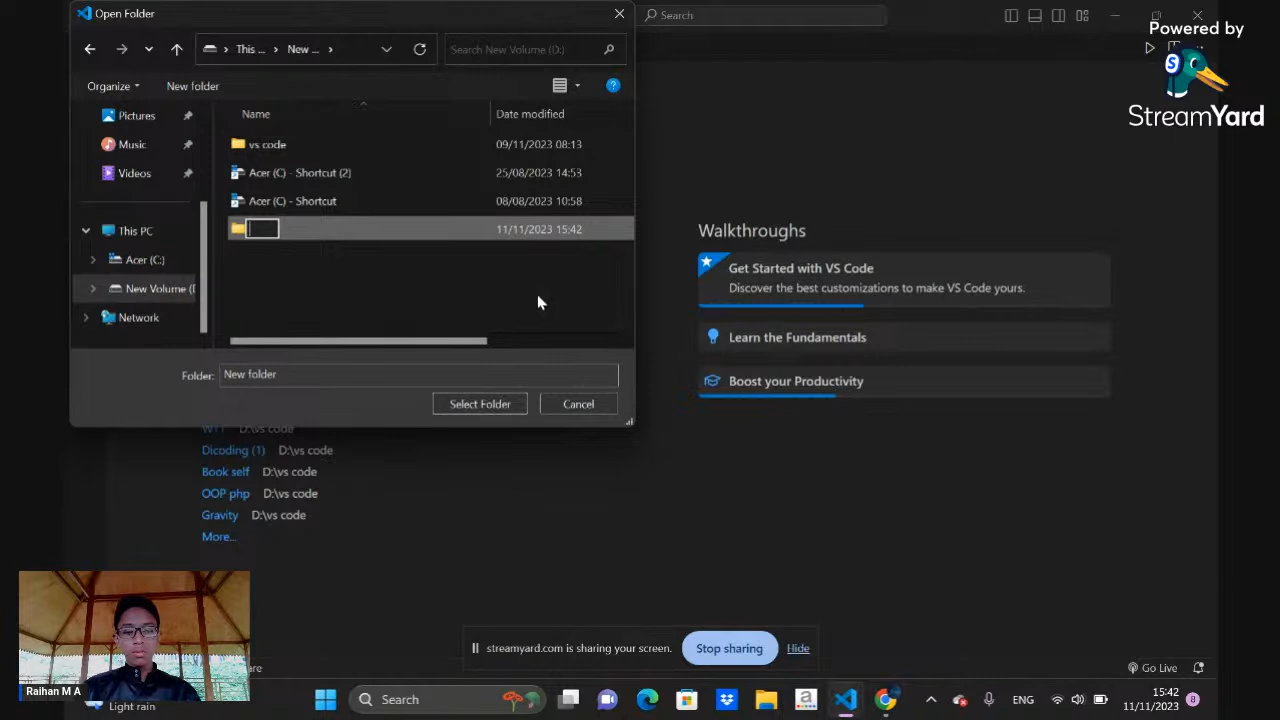 Open Folder
Search
This ...
New ...
Search New Volume (D:)
Organize
New folder
Name
Date modified
Pictures
Music
Videos
This PC
Acer (C:)
New Volume (
Network
vs code
09/11/2023 08:13
Acer (C) - Shortcut (2)
25/08/2023 14:53
Acer (C) - Shortcut
08/08/2023 10:58
11/11/2023 15:42
Folder:
New folder
Select Folder
Cancel
Powered by
StreamYard
Walkthroughs
Get Started with VS Code
Discover the best customizations to make VS Code yours.
Learn the Fundamentals
Boost your Productivity
D:\vs code
Dicoding (1) D:\vs code
Book self D:\vs code
OOP php D:\vs code
Gravity D:\vs code
More...
streamyard.com is sharing your screen.
Stop sharing
Hide
Raihan M A
Go Live
Light rain
Search
ENG
15:42
11/11/2023
8